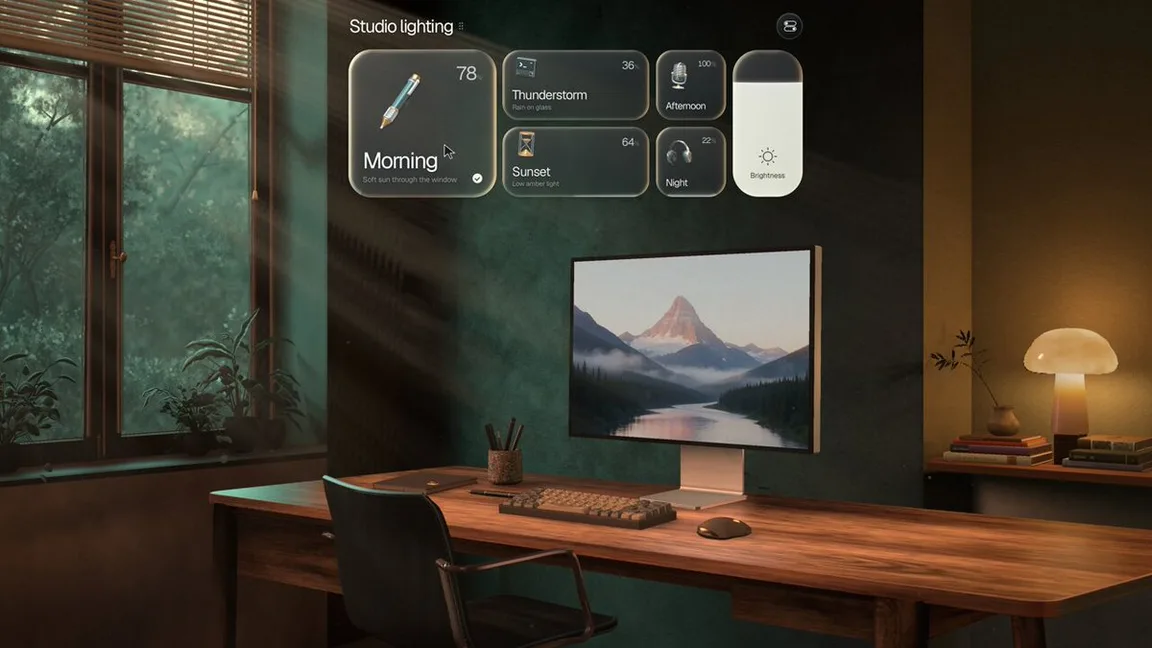 Studio lighting
78%
Morning
Soft sun through the window
36%
Thunderstorm
Rain on glass
64%
Sunset
Low amber light
100%
Afternoon
22%
Night
Brightness